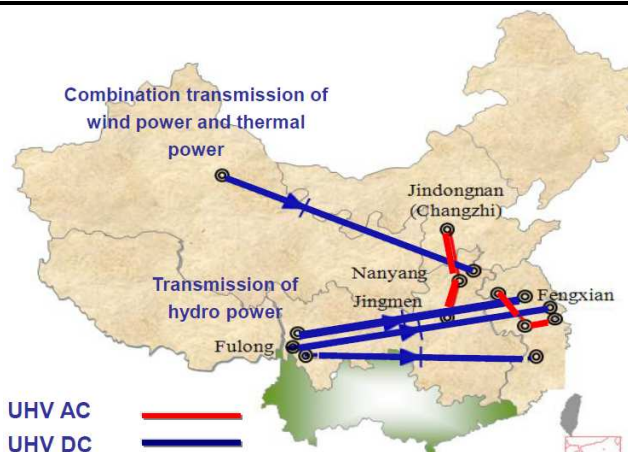 Combination transmission of
wind power and thermal
power
Jindongnan
(Changzhi)
Nanyang
Transmission of
hydro power
Jingmen
Fengxian
Fulong
UHV AC
UHV DC